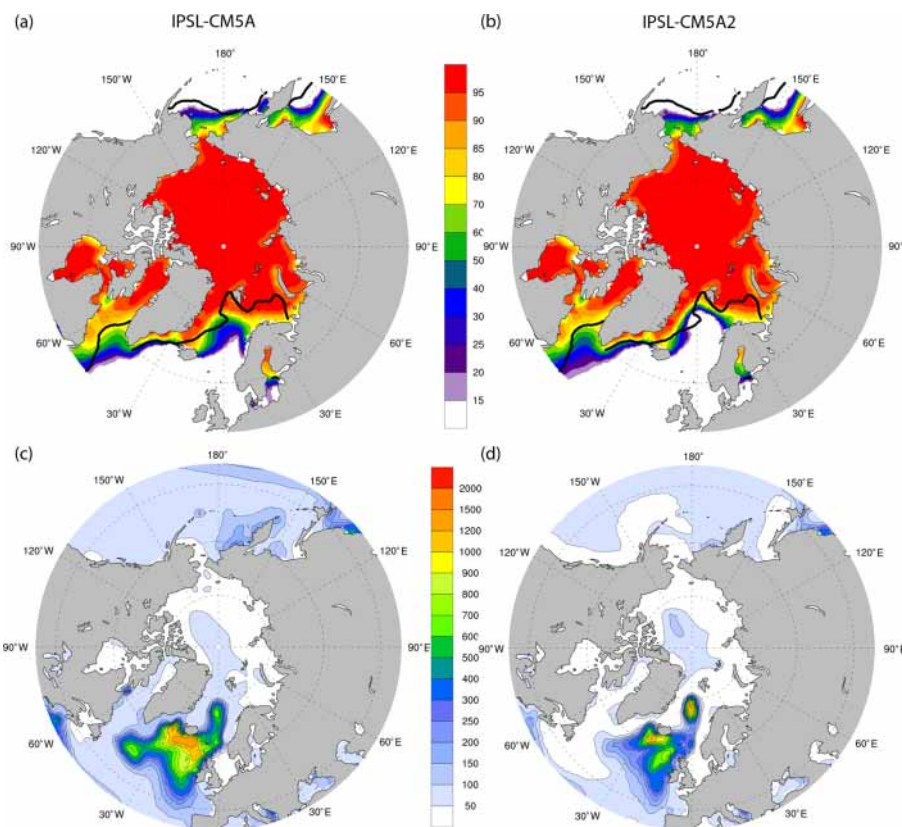 (a) IPSL-CM5A
(b) IPSL-CM5A2
180°
150°W
150°E
120°W
120°E
90°W
90°E
60°W
60°E
30°W
30°E
95
90
85
80
70
60
50
40
30
25
20
15
180°
150°W
150°E
120°W
120°E
90°W
90°E
60°W
60°E
30°W
30°E
(c)
(d)
180°
150°W
150°E
120°W
120°E
90°W
90°E
60°W
60°E
30°W
30°E
2000
1500
1200
1000
900
800
700
600
500
400
300
250
200
150
100
50
180°
150°W
150°E
120°W
120°E
90°W
90°E
60°W
60°E
30°W
30°E